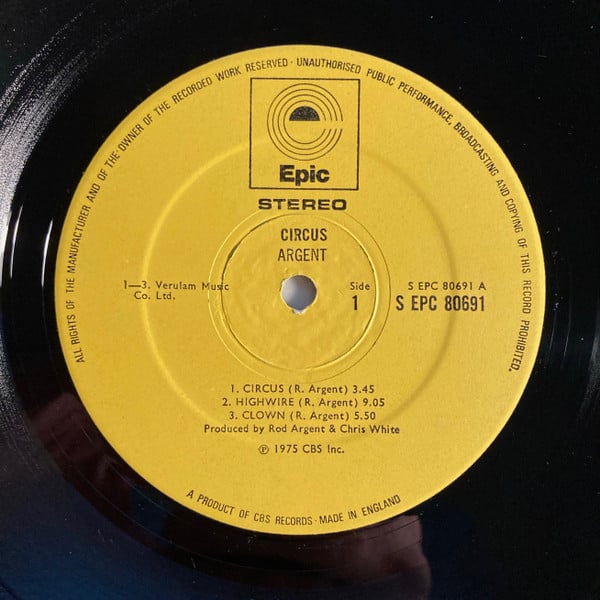 ALL RIGHTS OF THE MANUFACTURER AND OF THE OWNER OF THE RECORDED WORK RESERVED · UNAUTHORISED PUBLIC PERFORMANCE, BROADCASTING AND COPYING OF THIS RECORD PROHIBITED.
Epic
STEREO
CIRCUS
ARGENT
1—3. Verulam Music
Co. Ltd.
Side
1
S EPC 80691 A
S EPC 80691
1. CIRCUS (R. Argent) 3.45
2. HIGHWIRE (R. Argent) 9.05
3. CLOWN (R. Argent) 5.50
Produced by Rod Argent & Chris White
℗ 1975 CBS Inc.
A PRODUCT OF CBS RECORDS · MADE IN ENGLAND